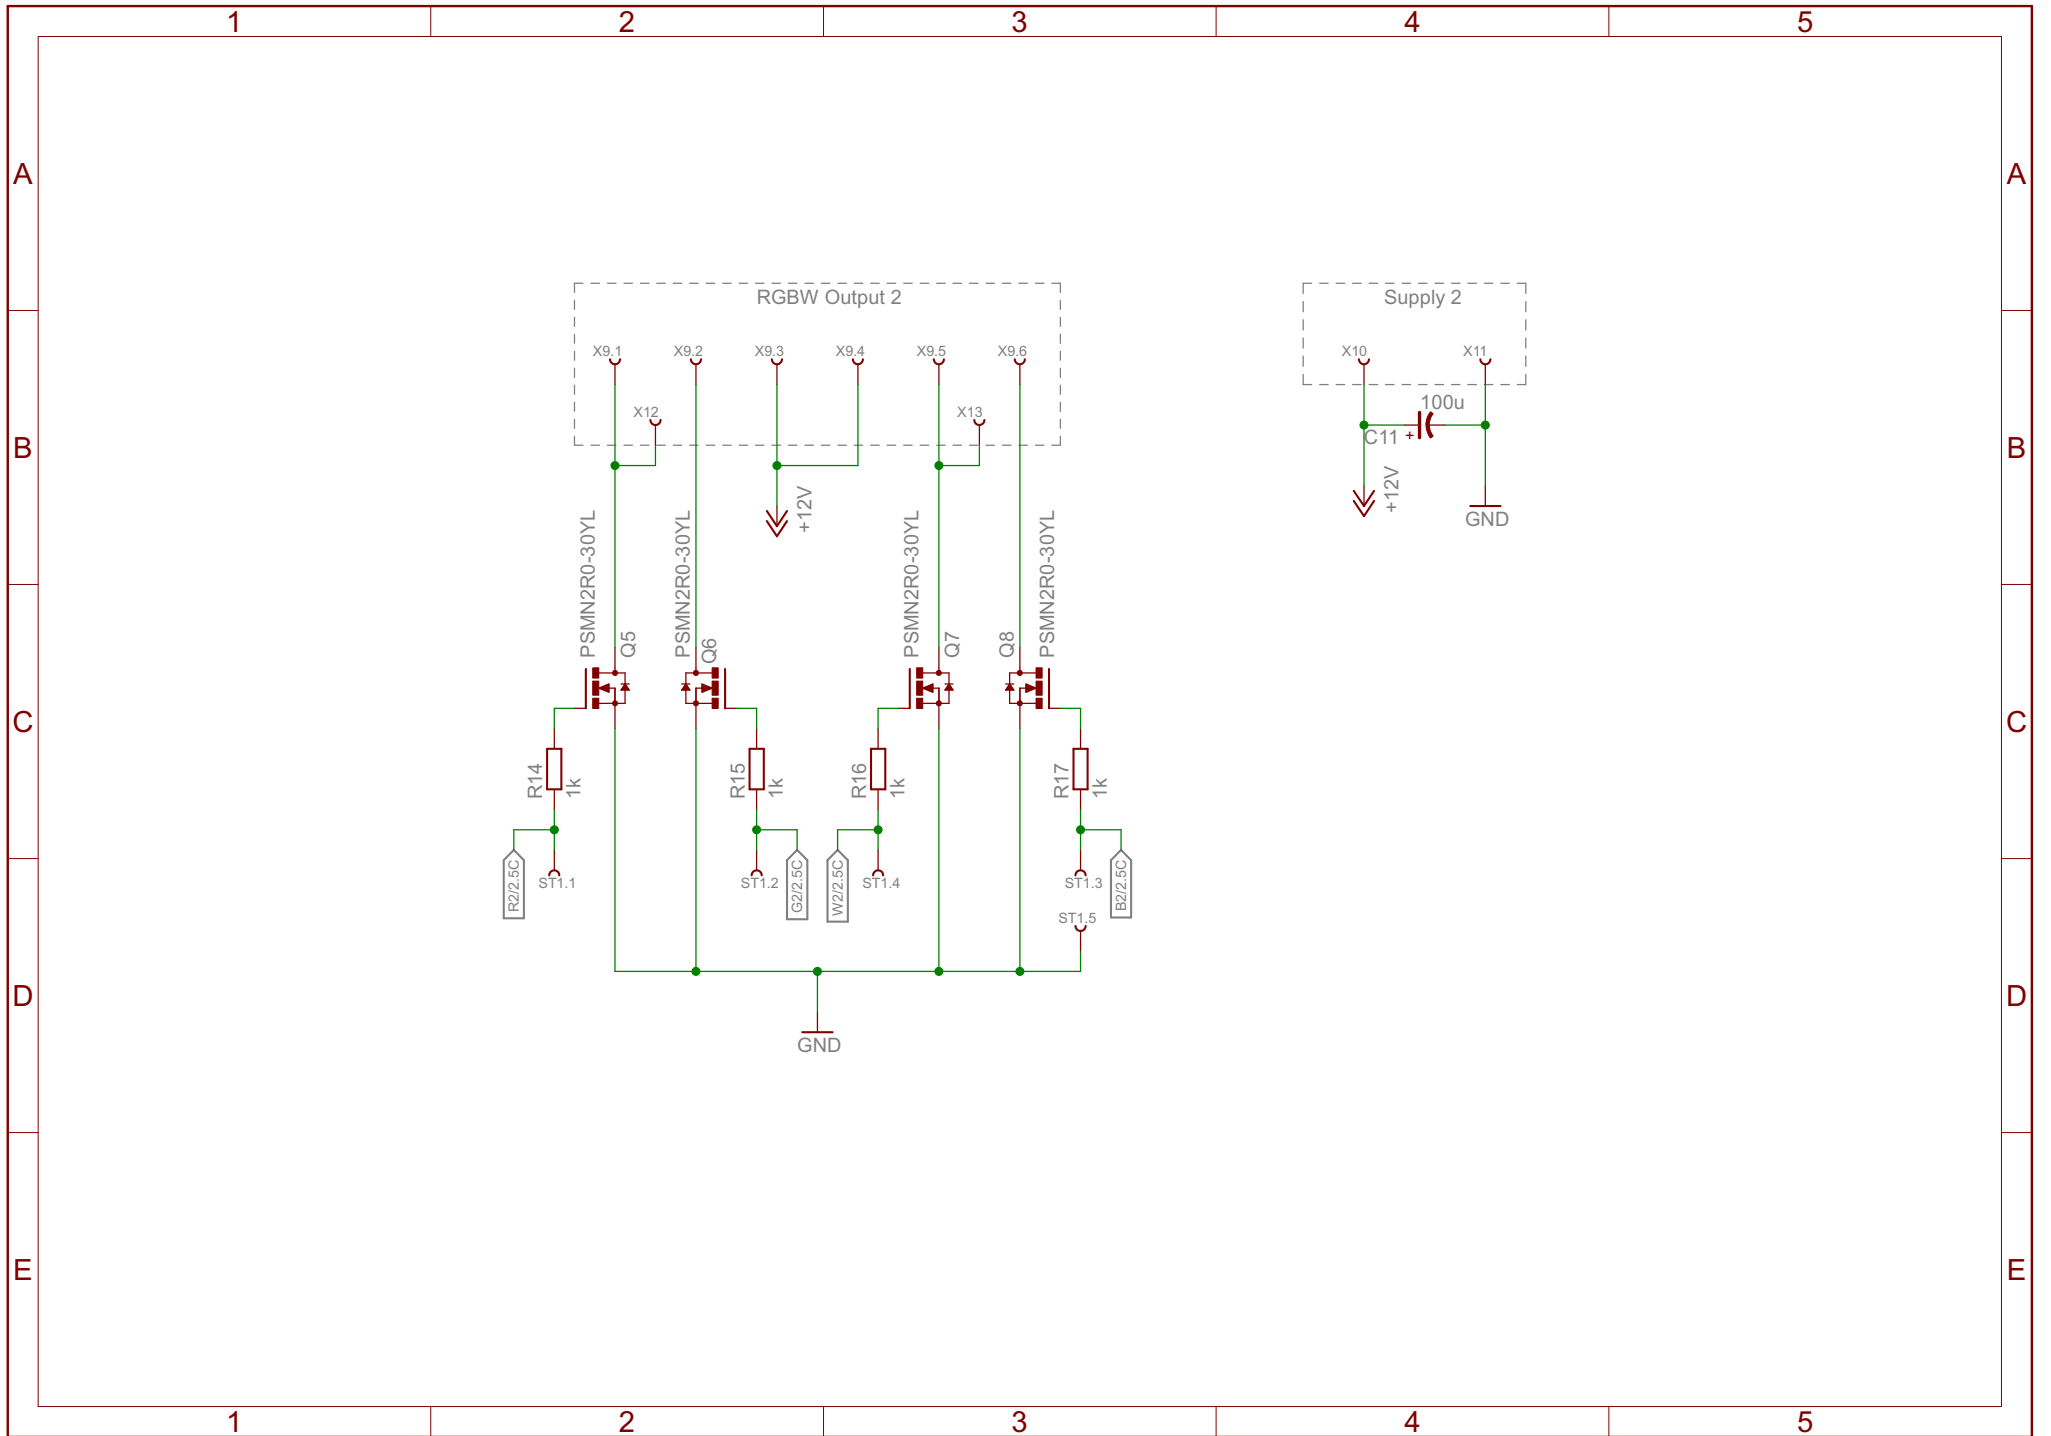 1 2 3 4 5
A A
RGBW Output 2 Supply 2
X9.1 X9.2 X9.3 X9.4 X9.5 X9.6 X10 X11
X12 X13
100u
C11 +
B B
+12V +12V
GND
PSMN2R0-30YL PSMN2R0-30YL PSMN2R0-30YL PSMN2R0-30YL
Q5 Q6 Q7 Q8
C C
R14 1k R15 1k R16 1k R17 1k
R2/2.5C ST1.1 ST1.2 G2/2.5C W2/2.5C ST1.4 ST1.3 B2/2.5C
ST1.5
D D
GND
E E
1 2 3 4 5